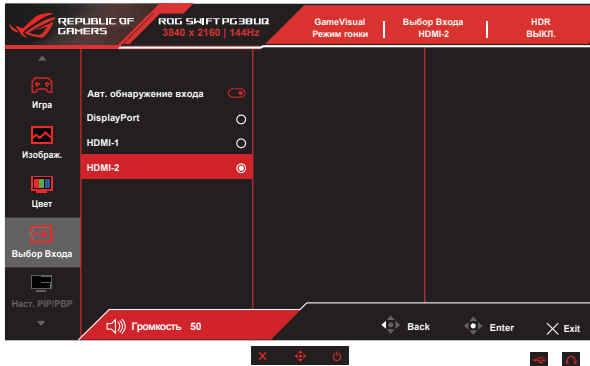 REPUBLIC OF
GAMERS
ROG SWIFT PG38UQ
3840 x 2160 | 144Hz
GameVisual
Режим гонки
Выбор Входа
HDMI-2
HDR
ВЫКЛ.
Игра
Изображ.
Цвет
Выбор Входа
Наст. PIP/PBP
Авт. обнаружение входа
DisplayPort
HDMI-1
HDMI-2
Громкость 50
Back
Enter
Exit